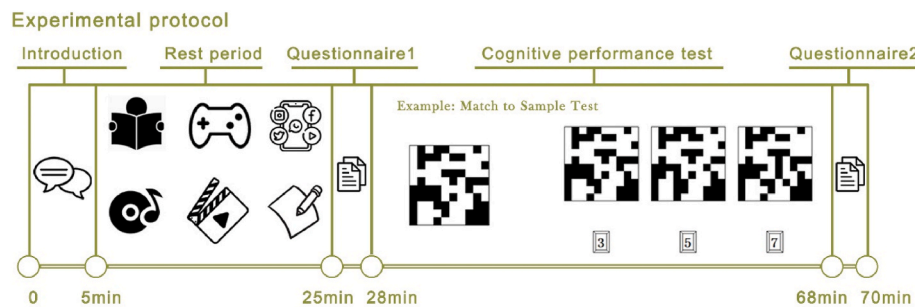 Experimental protocol
Introduction Rest period Questionnaire1 Cognitive performance test Questionnaire2
Example: Match to Sample Test
3 5 7
0 5min 25min 28min 68min 70min